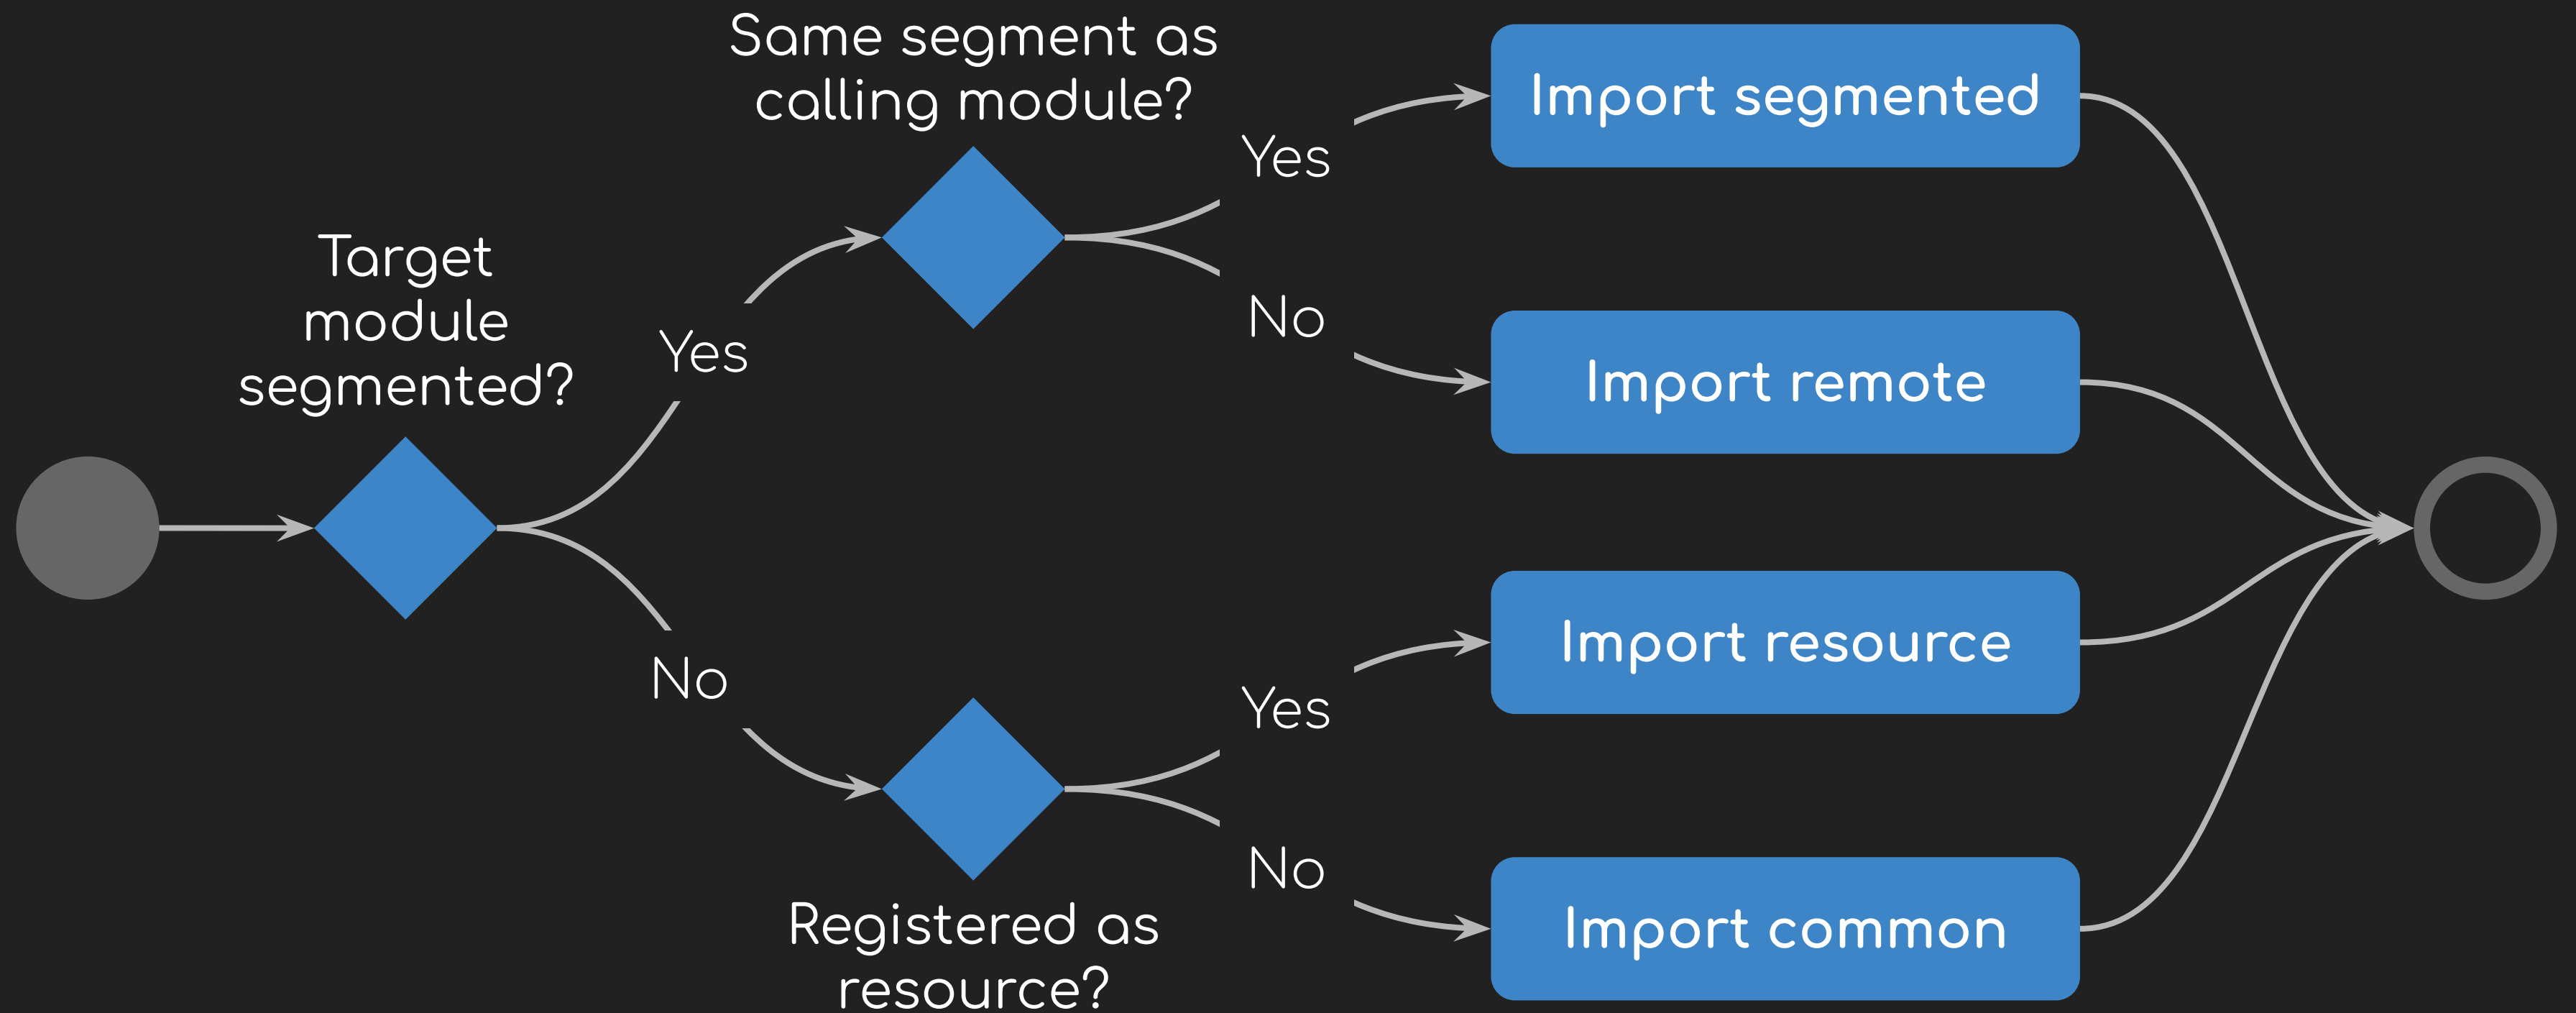 Same segment as
calling module?
Yes
Import segmented
Target
module
segmented?
Yes
No
Import remote
No
Yes
Import resource
No
Import common
Registered as
resource?